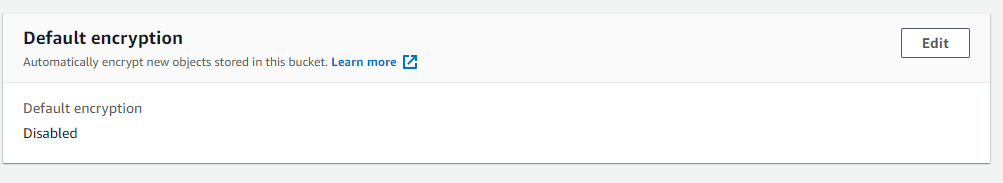 Default encryption
Edit
Automatically encrypt new objects stored in this bucket. Learn more
Default encryption
Disabled